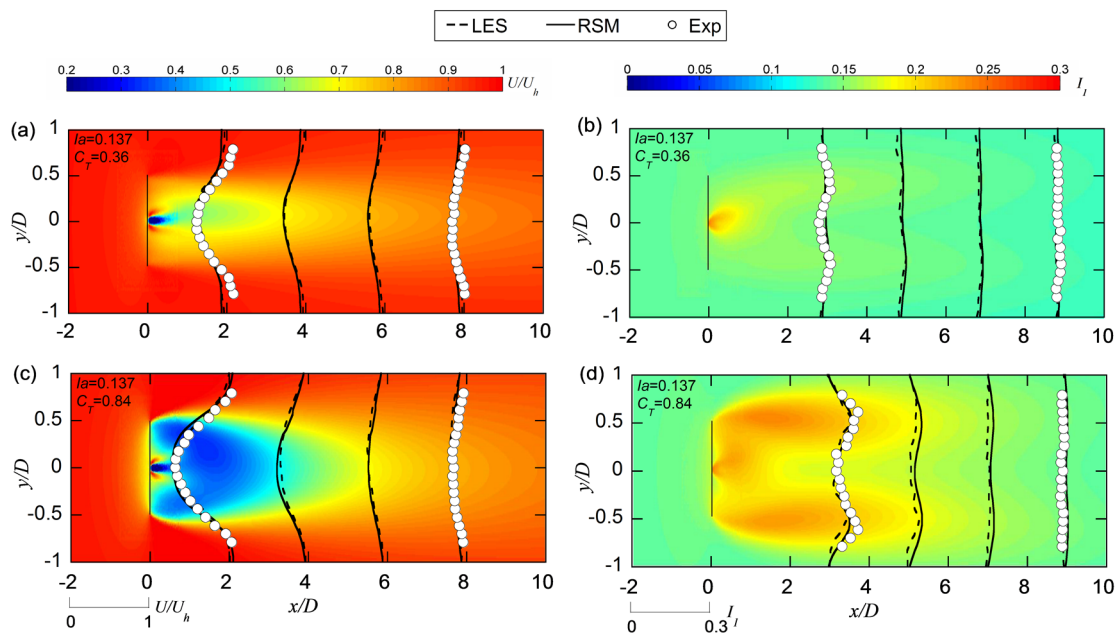 LES RSM Exp
0.2 0.3 0.4 0.5 0.6 0.7 0.8 0.9 1
U/U_h
0 0.05 0.1 0.15 0.2 0.25 0.3
I_1
(a)
Ia=0.137
C_T=0.36
y/D
1
0.5
0
-0.5
-1
-2 0 2 4 6 8 10
(b)
Ia=0.137
C_T=0.36
y/D
1
0.5
0
-0.5
-1
-2 0 2 4 6 8 10
(c)
Ia=0.137
C_T=0.84
y/D
1
0.5
0
-0.5
-1
-2 0 2 4 6 8 10
x/D
0 1 U/U_h
(d)
Ia=0.137
C_T=0.84
y/D
1
0.5
0
-0.5
-1
-2 0 2 4 6 8 10
x/D
0 0.3 I_1